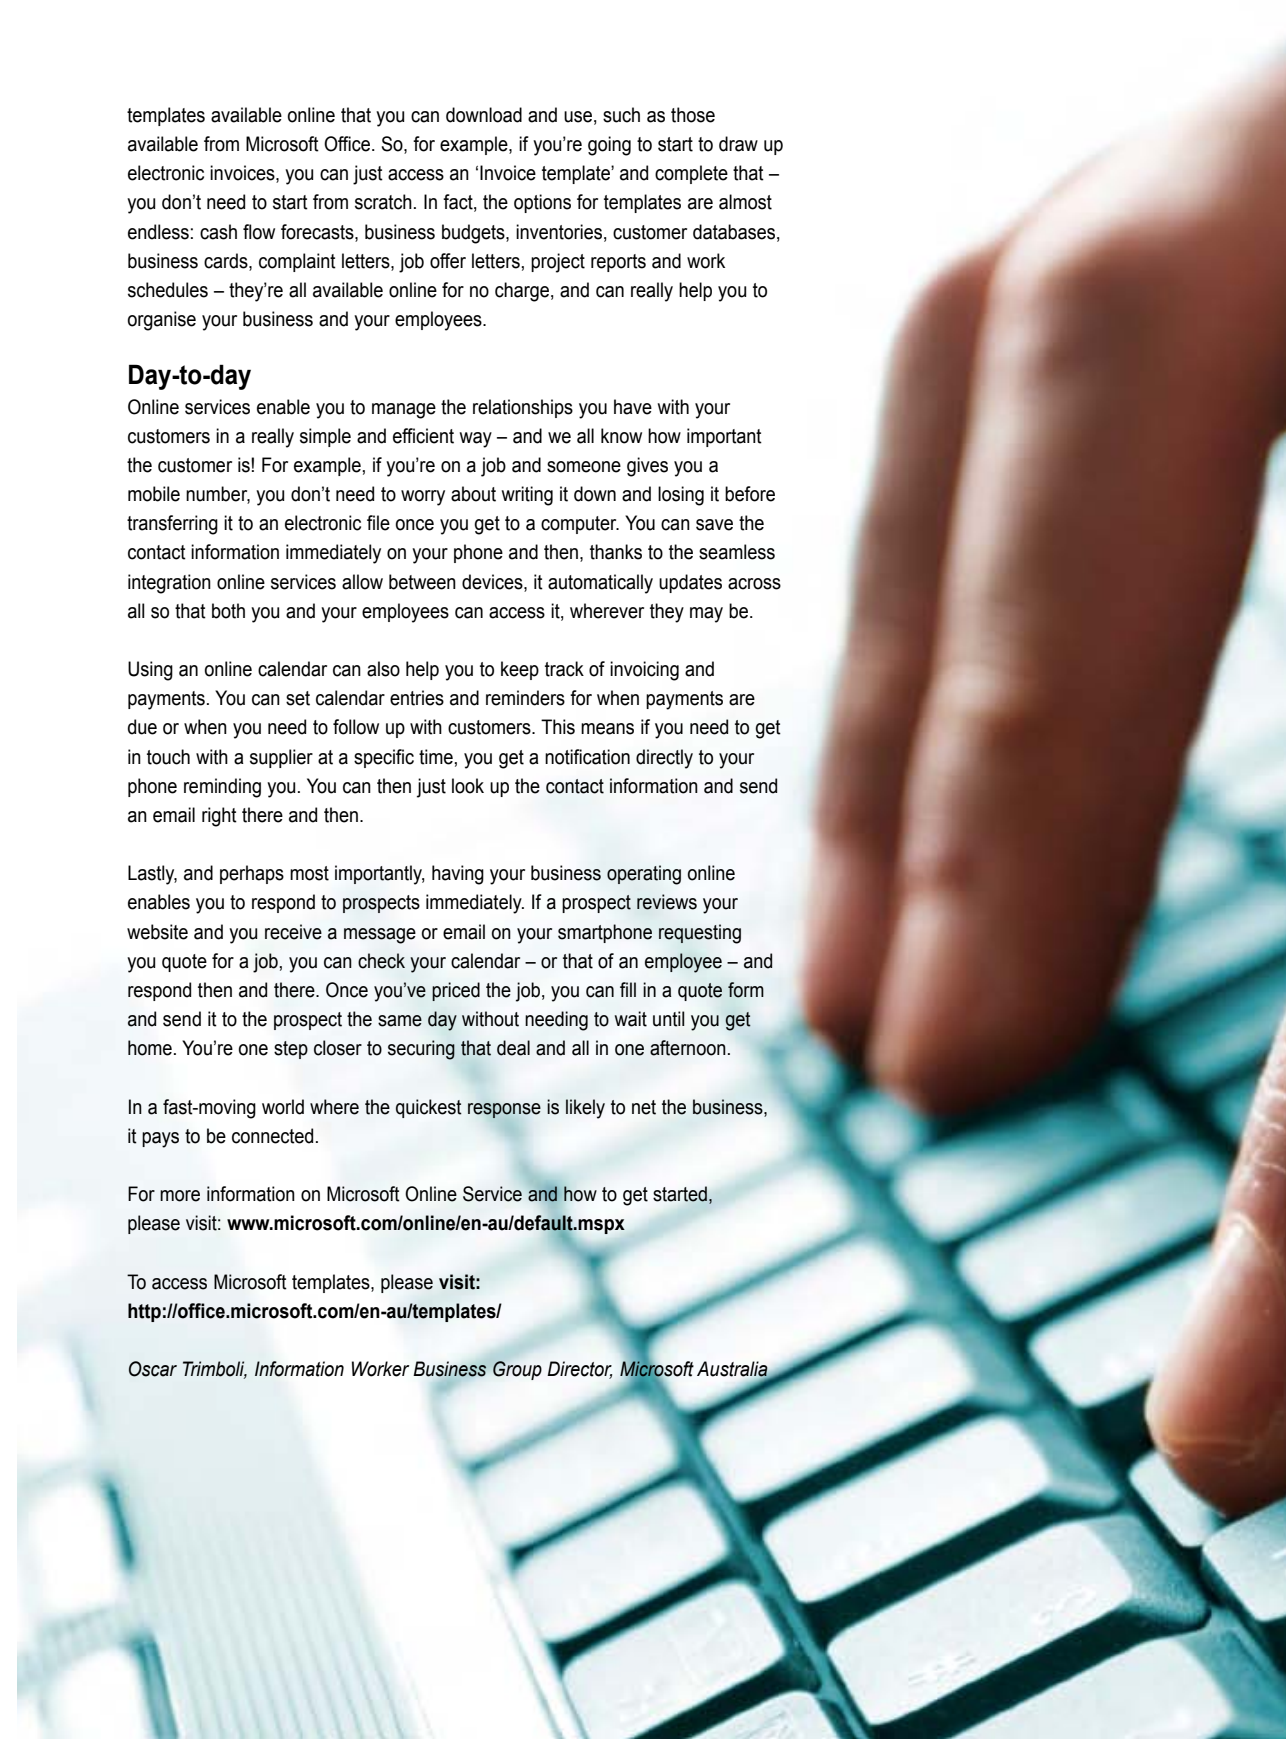 templates available online that you can download and use, such as those
available from Microsoft Office. So, for example, if you’re going to start to draw up
electronic invoices, you can just access an ‘Invoice template’ and complete that –
you don’t need to start from scratch. In fact, the options for templates are almost
endless: cash flow forecasts, business budgets, inventories, customer databases,
business cards, complaint letters, job offer letters, project reports and work
schedules – they’re all available online for no charge, and can really help you to
organise your business and your employees.
Day-to-day
Online services enable you to manage the relationships you have with your
customers in a really simple and efficient way – and we all know how important
the customer is! For example, if you’re on a job and someone gives you a
mobile number, you don’t need to worry about writing it down and losing it before
transferring it to an electronic file once you get to a computer. You can save the
contact information immediately on your phone and then, thanks to the seamless
integration online services allow between devices, it automatically updates across
all so that both you and your employees can access it, wherever they may be.
Using an online calendar can also help you to keep track of invoicing and
payments. You can set calendar entries and reminders for when payments are
due or when you need to follow up with customers. This means if you need to get
in touch with a supplier at a specific time, you get a notification directly to your
phone reminding you. You can then just look up the contact information and send
an email right there and then.
Lastly, and perhaps most importantly, having your business operating online
enables you to respond to prospects immediately. If a prospect reviews your
website and you receive a message or email on your smartphone requesting
you quote for a job, you can check your calendar – or that of an employee – and
respond then and there. Once you’ve priced the job, you can fill in a quote form
and send it to the prospect the same day without needing to wait until you get
home. You’re one step closer to securing that deal and all in one afternoon.
In a fast-moving world where the quickest response is likely to net the business,
it pays to be connected.
For more information on Microsoft Online Service and how to get started,
please visit: www.microsoft.com/online/en-au/default.mspx
To access Microsoft templates, please visit:
http://office.microsoft.com/en-au/templates/
Oscar Trimboli, Information Worker Business Group Director, Microsoft Australia